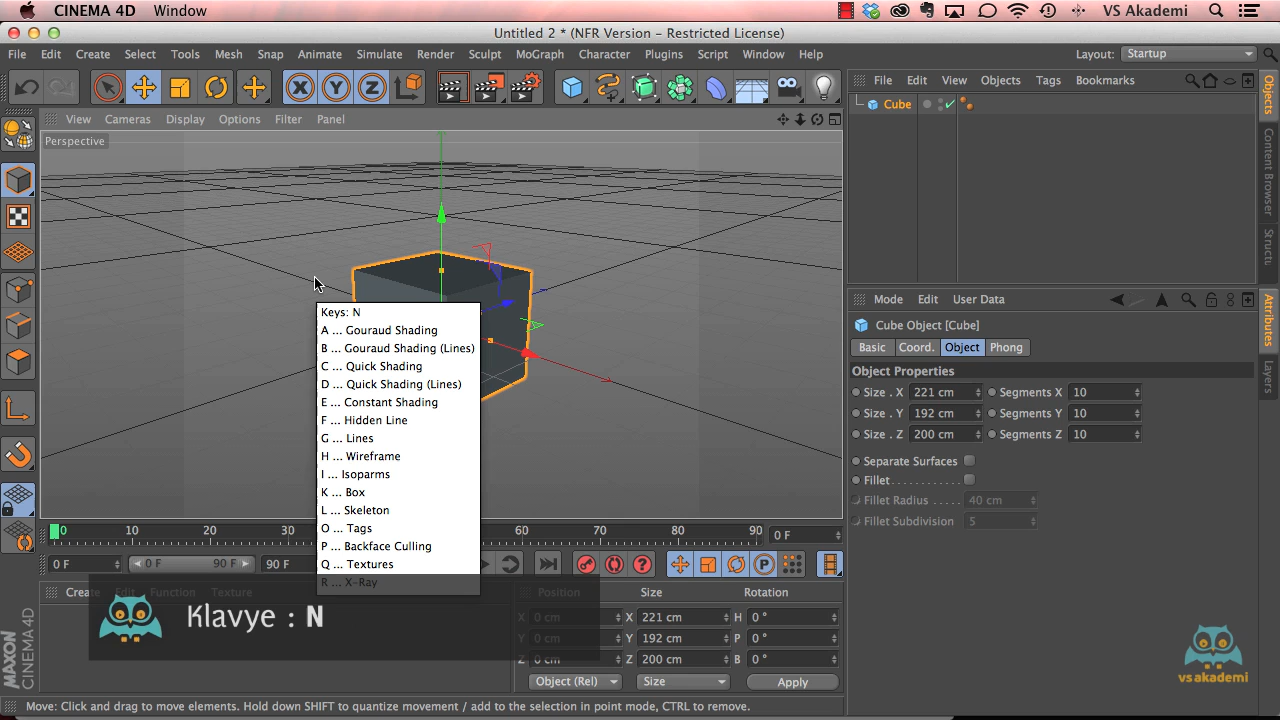 CINEMA 4D Window VS Akademi
Untitled 2 * (NFR Version - Restricted License)
File Edit Create Select Tools Mesh Snap Animate Simulate Render Sculpt MoGraph Character Plugins Script Window Help Layout: Startup
X Y Z
File Edit View Objects Tags Bookmarks
Cube
Objects
Content Browser
Structu
View Cameras Display Options Filter Panel
Perspective
Keys: N
A ... Gouraud Shading
B ... Gouraud Shading (Lines)
C ... Quick Shading
D ... Quick Shading (Lines)
E ... Constant Shading
F ... Hidden Line
G ... Lines
H ... Wireframe
I ... Isoparms
K ... Box
L ... Skeleton
O ... Tags
P ... Backface Culling
Q ... Textures
R ... X-Ray
Mode Edit User Data
Cube Object [Cube]
Basic Coord. Object Phong
Object Properties
Size . X 221 cm Segments X 10
Size . Y 192 cm Segments Y 10
Size . Z 200 cm Segments Z 10
Separate Surfaces
Fillet
Fillet Radius 40 cm
Fillet Subdivision 5
Attributes
Layers
0 10 20 30 60 70 80 90 0 F
0 F 0 F 90 F 90 F
P
Create Edit Function Texture
Position Size Rotation
X 0 cm X 221 cm H 0 °
Y 0 cm Y 192 cm P 0 °
Z 0 cm Z 200 cm B 0 °
Object (Rel) Size Apply
Klavye : N
MAXON
CINEMA 4D
vsakademi
Move: Click and drag to move elements. Hold down SHIFT to quantize movement / add to the selection in point mode, CTRL to remove.